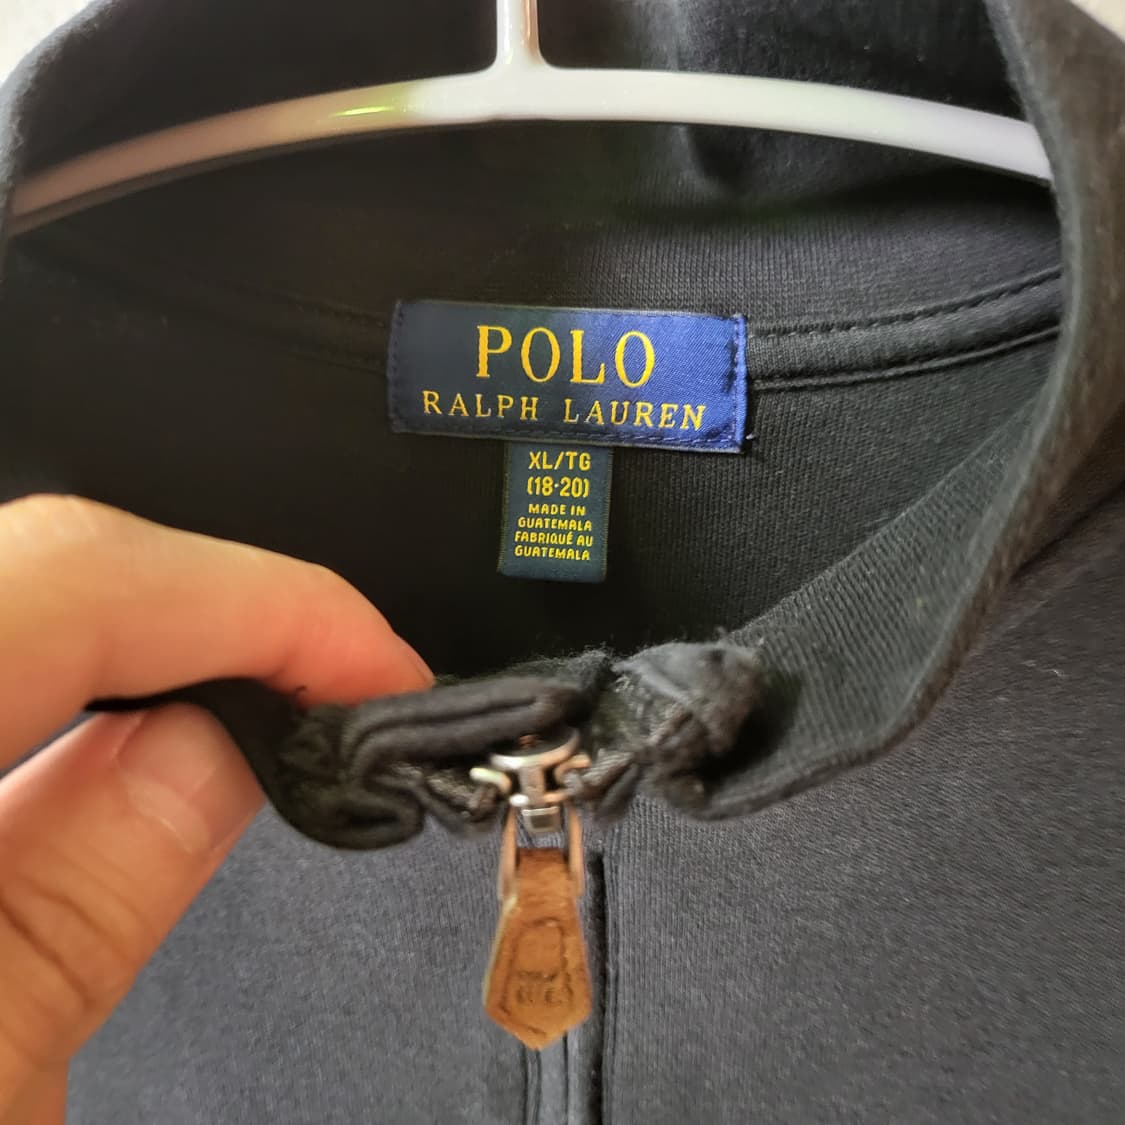 POLO
RALPH LAUREN
XL/TG
(18-20)
MADE IN
GUATEMALA
FABRIQUÉ AU
GUATEMALA